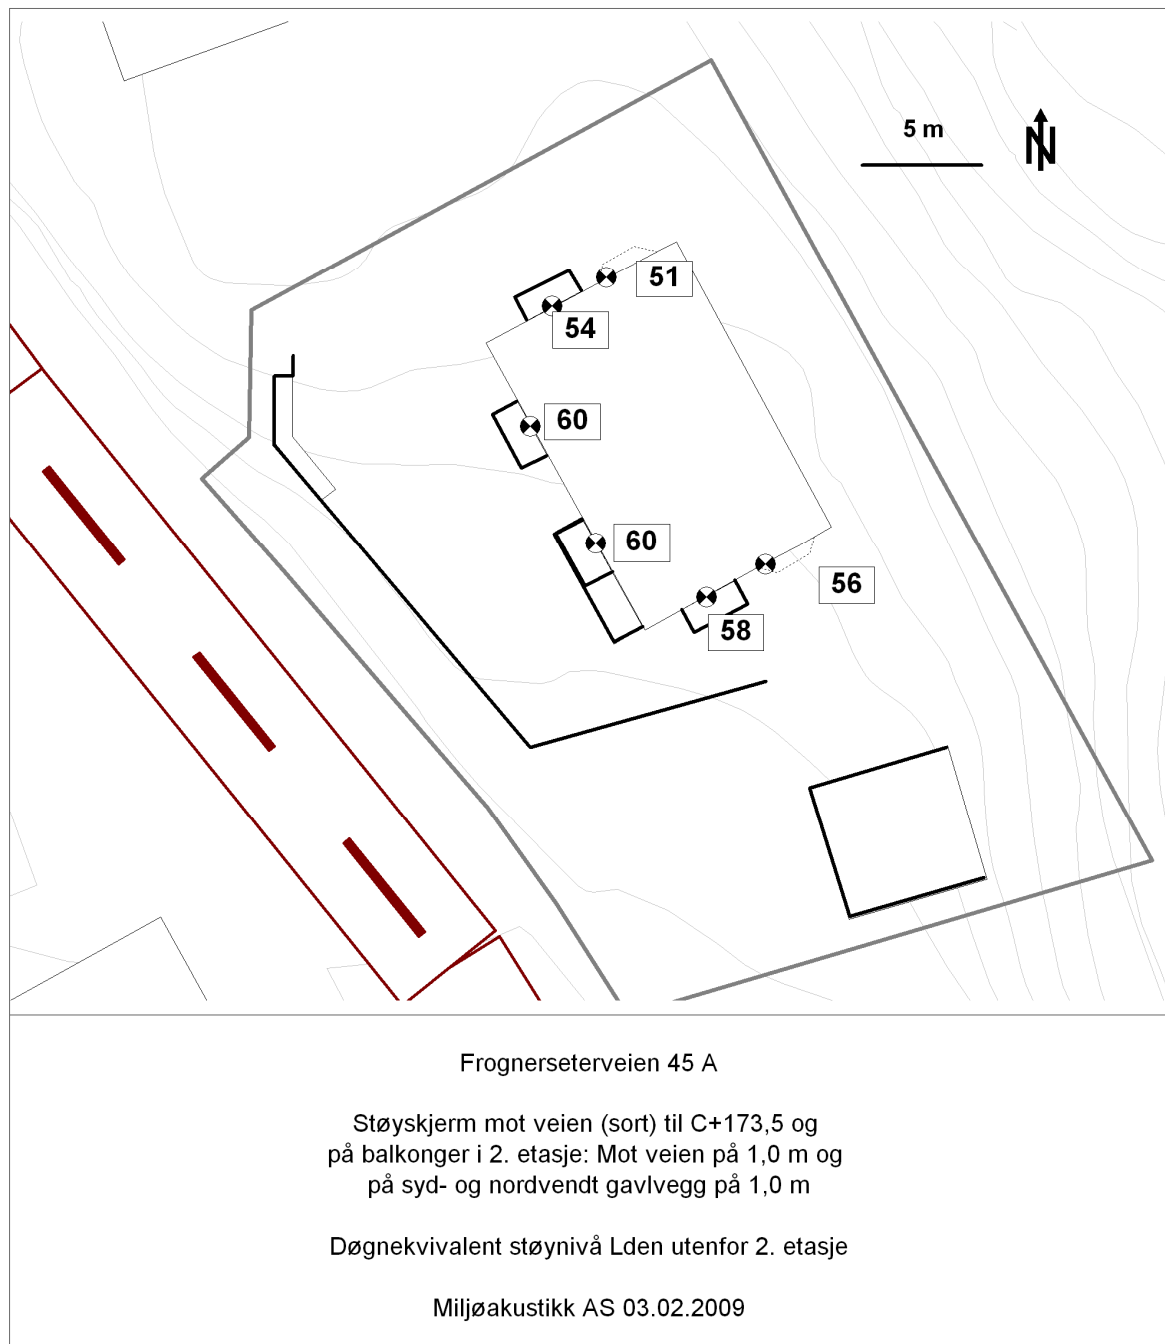 5 m
N
51
54
60
60
56
58
Frognerseterveien 45 A
Støyskjerm mot veien (sort) til C+173,5 og
på balkonger i 2. etasje: Mot veien på 1,0 m og
på syd- og nordvendt gavlvegg på 1,0 m
Døgnekvivalent støynivå Lden utenfor 2. etasje
Miljøakustikk AS 03.02.2009